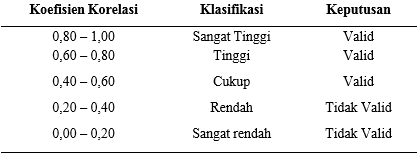 Koefisien Korelasi Klasifikasi Keputusan
0,80 – 1,00 Sangat Tinggi Valid
0,60 – 0,80 Tinggi Valid
0,40 – 0,60 Cukup Valid
0,20 – 0,40 Rendah Tidak Valid
0,00 – 0,20 Sangat rendah Tidak Valid